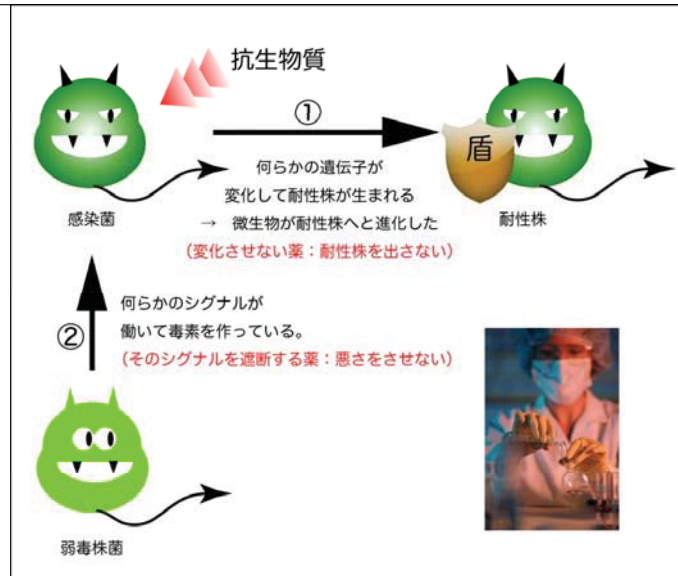 抗生物質
①
盾
何らかの遺伝子が
変化して耐性株が生まれる
→ 微生物が耐性株へと進化した
(変化させない薬:耐性株を出さない)
感染菌
耐性株
②
何らかのシグナルが
働いて毒素を作っている。
(そのシグナルを遮断する薬:悪さをさせない)
弱毒株菌